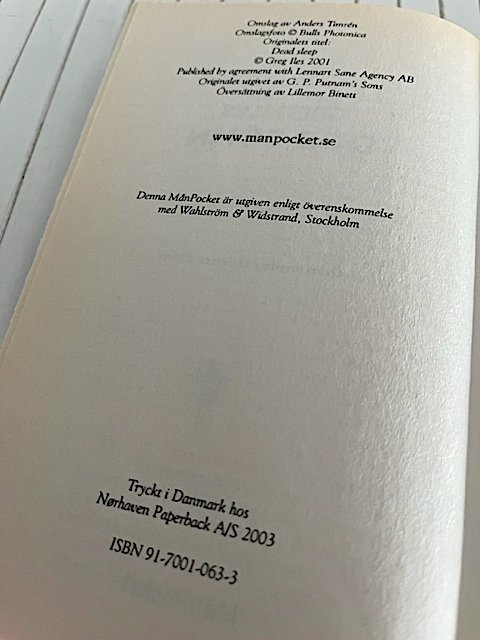 Omslag av Anders Timrén
Omslagsfoto © Bulls Photonica
Originalets titel:
Dead sleep
© Greg Iles 2001
Published by agreement with Lennart Sane Agency AB
Originalet utgivet av G. P. Putnam's Sons
Översättning av Lillemor Binett
www.manpocket.se
Denna MånPocket är utgiven enligt överenskommelse
med Wahlström & Widstrand, Stockholm
Tryckt i Danmark hos
Nørhaven Paperback A/S 2003
ISBN 91-7001-063-3